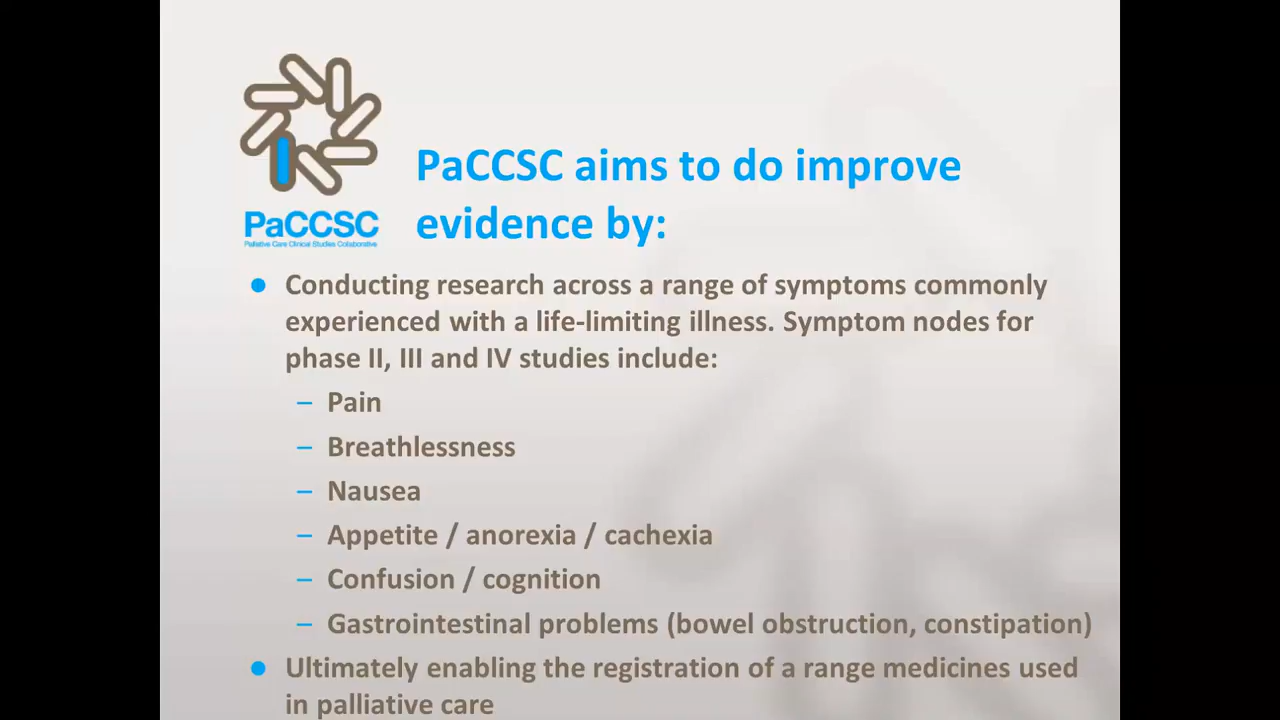 PaCCSC
Palliative Care Clinical Studies Collaborative
PaCCSC aims to do improve
evidence by:
Conducting research across a range of symptoms commonly
experienced with a life-limiting illness. Symptom nodes for
phase II, III and IV studies include:
– Pain
– Breathlessness
– Nausea
– Appetite / anorexia / cachexia
– Confusion / cognition
– Gastrointestinal problems (bowel obstruction, constipation)
Ultimately enabling the registration of a range medicines used
in palliative care